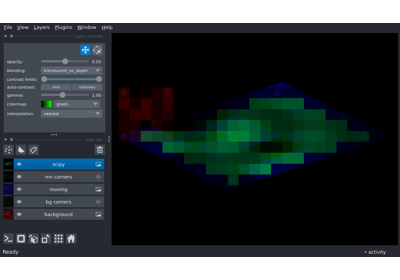 File View Layers Plugins Window Help
opacity: 0.50
blending: translucent_no_depth
contrast limits:
auto-contrast: once continuous
gamma: 1.00
colormap: green
interpolation: nearest
scipy
mv corners
moving
bg corners
background
Ready
activity